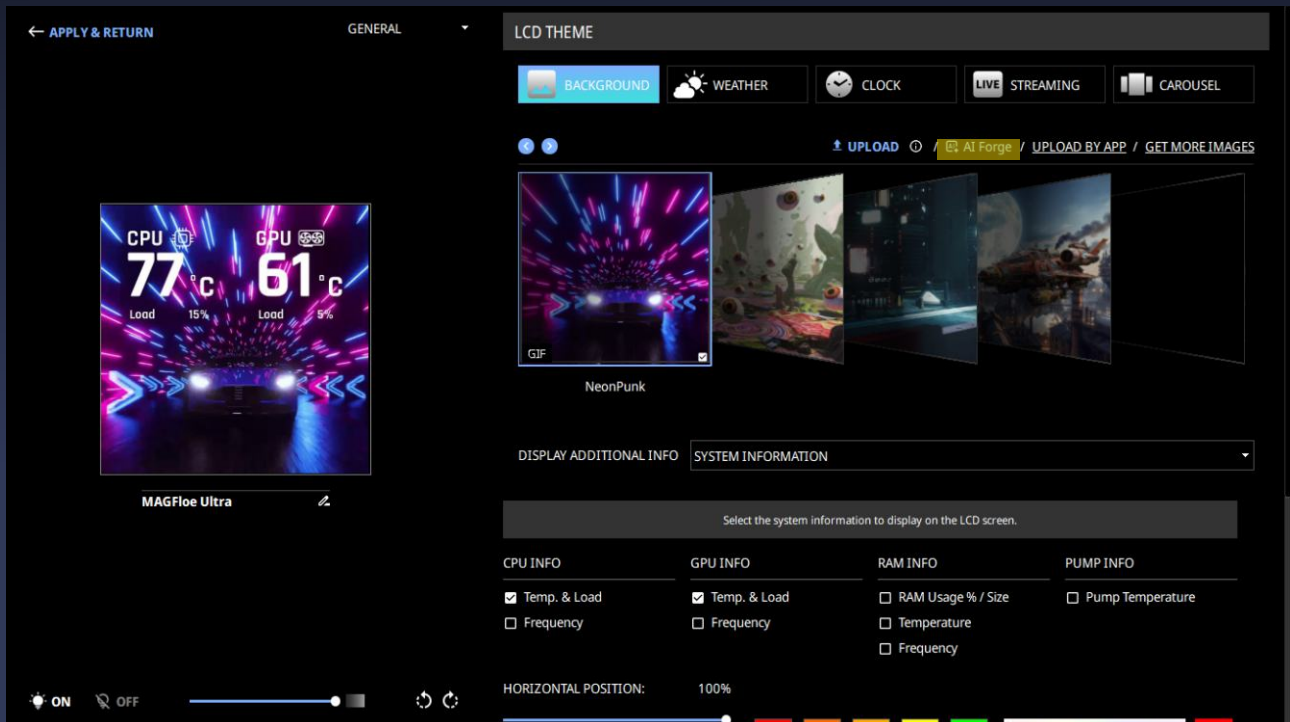 APPLY & RETURN
GENERAL
LCD THEME
BACKGROUND
WEATHER
CLOCK
LIVE STREAMING
CAROUSEL
UPLOAD / AI Forge / UPLOAD BY APP / GET MORE IMAGES
CPU GPU
77°C 61°C
Load 15% Load 5%
MAGFloe Ultra
GIF
NeonPunk
DISPLAY ADDITIONAL INFO SYSTEM INFORMATION
Select the system information to display on the LCD screen.
CPU INFO GPU INFO RAM INFO PUMP INFO
Temp. & Load Temp. & Load RAM Usage % / Size Pump Temperature
Frequency Frequency Temperature
Frequency
ON OFF
HORIZONTAL POSITION: 100%